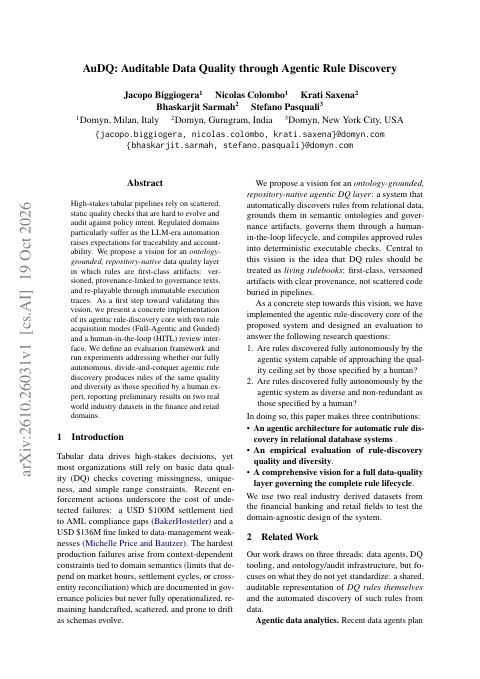 AuDQ: Auditable Data Quality through Agentic Rule Discovery
Jacopo Biggiogera¹ Nicolas Colombo¹ Krati Saxena²
Bhaskarjit Sarmah² Stefano Pasquali³
¹Domyn, Milan, Italy ²Domyn, Gurugram, India ³Domyn, New York City, USA
{jacopo.biggiogera, nicolas.colombo, krati.saxena}@domyn.com
{bhaskarjit.sarmah, stefano.pasquali}@domyn.com
arXiv:2610.26031v1 [cs.AI] 19 Oct 2026
Abstract
High-stakes tabular pipelines rely on scattered,
static quality checks that are hard to evolve and
audit against policy intent. Regulated domains
particularly suffer as the LLM-era automation
raises expectations for traceability and account-
ability. We propose a vision for an ontology-
grounded, repository-native data quality layer
in which rules are first-class artifacts: ver-
sioned, provenance-linked to governance texts,
and re-playable through immutable execution
traces. As a first step toward validating this
vision, we present a concrete implementation
of its agentic rule-discovery core with two rule
acquisition modes (Full-Agentic and Guided)
and a human-in-the-loop (HITL) review inter-
face. We define an evaluation framework and
run experiments addressing whether our fully
autonomous, divide-and-conquer agentic rule
discovery produces rules of the same quality
and diversity as those specified by a human ex-
pert, reporting preliminary results on two real
world industry datasets in the finance and retail
domains.
1 Introduction
Tabular data drives high-stakes decisions, yet
most organizations still rely on basic data qual-
ity (DQ) checks covering missingness, unique-
ness, and simple range constraints. Recent en-
forcement actions underscore the cost of unde-
tected failures: a USD $100M settlement tied
to AML compliance gaps (BakerHostetler) and a
USD $136M fine linked to data-management weak-
nesses (Michelle Price and Bautzer). The hardest
production failures arise from context-dependent
constraints tied to domain semantics (limits that de-
pend on market hours, settlement cycles, or cross-
entity reconciliation) which are documented in gov-
ernance policies but never fully operationalized, re-
maining handcrafted, scattered, and prone to drift
as schemas evolve.
We propose a vision for an ontology-grounded,
repository-native agentic DQ layer: a system that
automatically discovers rules from relational data,
grounds them in semantic ontologies and gover-
nance artifacts, governs them through a human-
in-the-loop lifecycle, and compiles approved rules
into deterministic executable checks. Central to
this vision is the idea that DQ rules should be
treated as living rulebooks: first-class, versioned
artifacts with clear provenance, not scattered code
buried in pipelines.
As a concrete step towards this vision, we have
implemented the agentic rule-discovery core of the
proposed system and designed an evaluation to
answer the following research questions:
1. Are rules discovered fully autonomously by the
agentic system capable of approaching the qual-
ity ceiling set by those specified by a human?
2. Are rules discovered fully autonomously by the
agentic system as diverse and non-redundant as
those specified by a human?
In doing so, this paper makes three contributions:
• An agentic architecture for automatic rule dis-
covery in relational database systems .
• An empirical evaluation of rule-discovery
quality and diversity.
• A comprehensive vision for a full data-quality
layer governing the complete rule lifecycle.
We use two real industry derived datasets from
the financial banking and retail fields to test the
domain-agnostic design of the system.
2 Related Work
Our work draws on three threads: data agents, DQ
tooling, and ontology/audit infrastructure, but fo-
cuses on what they do not yet standardize: a shared,
auditable representation of DQ rules themselves
and the automated discovery of such rules from
data.
Agentic data analytics. Recent data agents plan